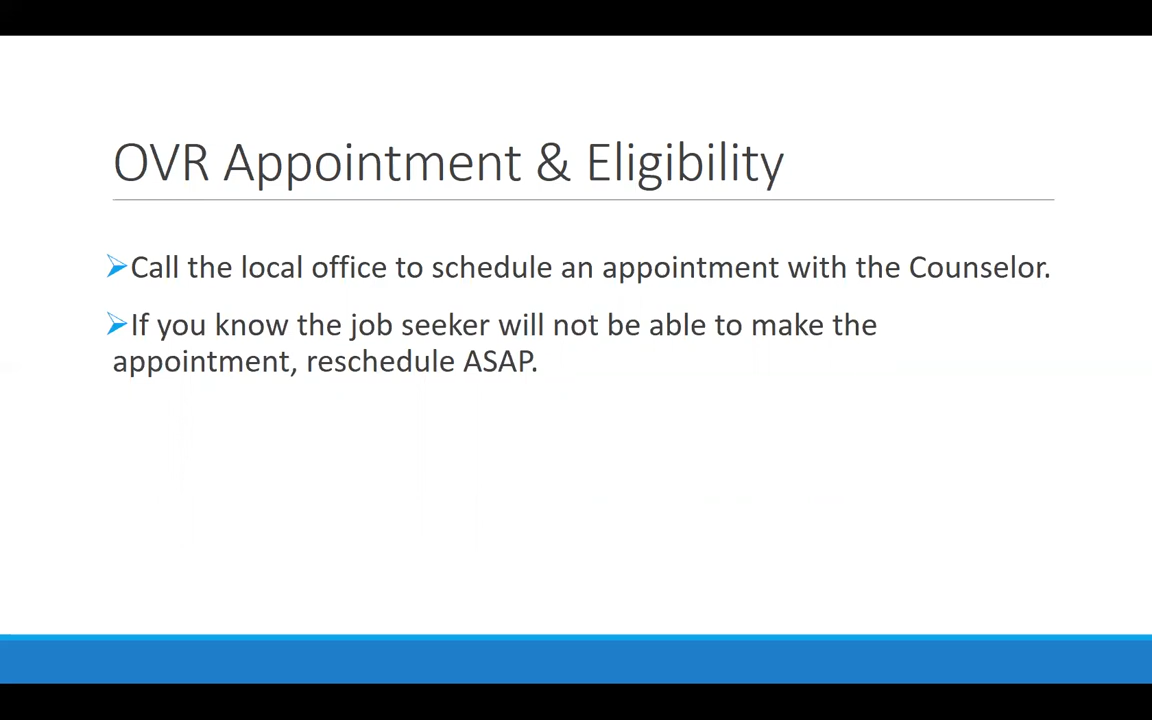 OVR Appointment & Eligibility
Call the local office to schedule an appointment with the Counselor.
If you know the job seeker will not be able to make the
appointment, reschedule ASAP.